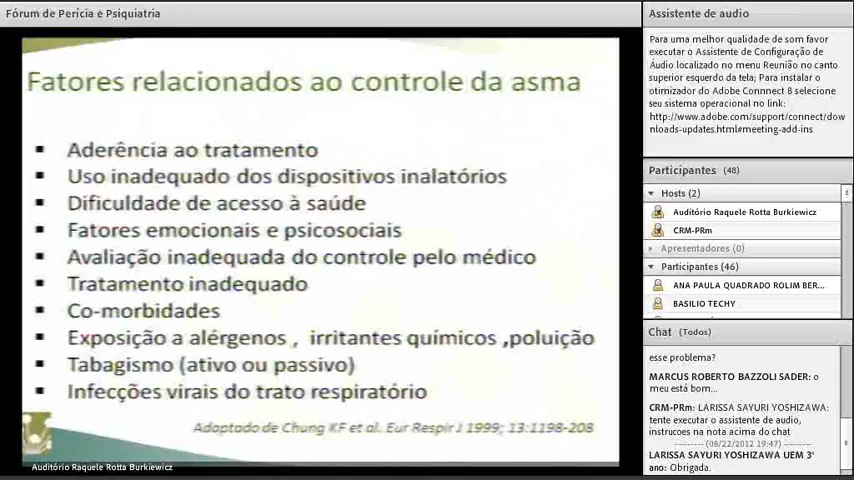 Fórum de Perícia e Psiquiatria
Fatores relacionados ao controle da asma
▪ Aderência ao tratamento
▪ Uso inadequado dos dispositivos inalatórios
▪ Dificuldade de acesso à saúde
▪ Fatores emocionais e psicosociais
▪ Avaliação inadequada do controle pelo médico
▪ Tratamento inadequado
▪ Co-morbidades
▪ Exposição a alérgenos , irritantes químicos ,poluição
▪ Tabagismo (ativo ou passivo)
▪ Infecções virais do trato respiratório
Adaptado de Chung KF et al. Eur Respir J 1999; 13:1198-208
Auditório Raquele Rotta Burkiewicz
Assistente de audio
Para uma melhor qualidade de som favor
executar o Assistente de Configuração de
Áudio localizado no menu Reunião no canto
superior esquerdo da tela; Para instalar o
otimizador do Adobe Connnect 8 selecione
seu sistema operacional no link:
http://www.adobe.com/support/connect/dow
nloads-updates.html#meeting-add-ins
Participantes (48)
Hosts (2)
Auditório Raquele Rotta Burkiewicz
CRM-PRm
Apresentadores (0)
Participantes (46)
ANA PAULA QUADRADO ROLIM BER...
BASILIO TECHY
Chat (Todos)
esse problema?
MARCUS ROBERTO BAZZOLI SADER: o
meu está bom...
CRM-PRm: LARISSA SAYURI YOSHIZAWA:
tente executar o assistente de audio,
instrucoes na nota acima do chat
---------- (08/22/2012 19:47) ----------
LARISSA SAYURI YOSHIZAWA UEM 3°
ano: Obrigada.